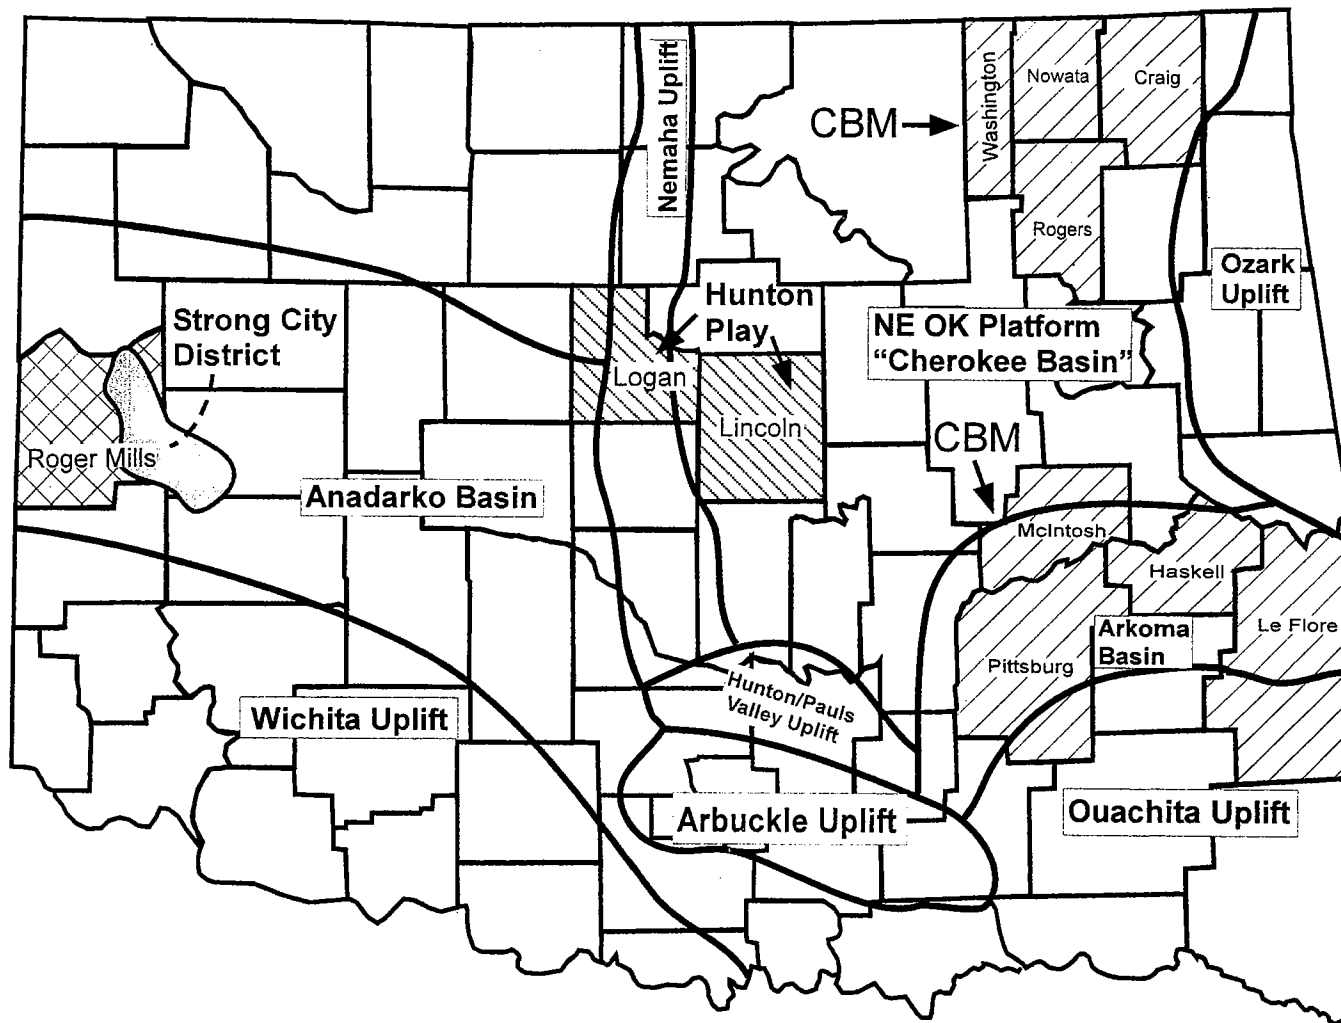 Nemaha Uplift
CBM
Washington
Nowata
Craig
Rogers
Ozark
Uplift
Hunton
Play
Strong City
District
NE OK Platform
“Cherokee Basin”
Logan
Lincoln
Roger Mills
CBM
Anadarko Basin
McIntosh
Haskell
Le Flore
Arkoma
Basin
Pittsburg
Hunton/Pauls
Valley Uplift
Wichita Uplift
Arbuckle Uplift
Ouachita Uplift